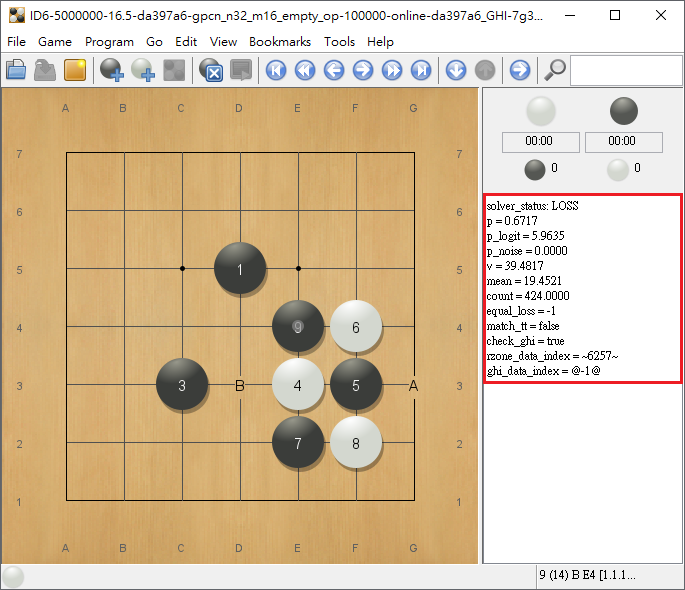 ID6-5000000-16.5-da397a6-gpcn_n32_m16_empty_op-100000-online-da397a6_GHI-7g3...
File Game Program Go Edit View Bookmarks Tools Help
A B C D E F G
00:00 00:00
0 0
7 7
6 6
5 1 5
4 9 6 4
3 3 B 4 5 A 3
2 7 8 2
1 1
A B C D E F G
solver_status: LOSS
p = 0.6717
p_logit = 5.9635
p_noise = 0.0000
v = 39.4817
mean = 19.4521
count = 424.0000
equal_loss = -1
match_tt = false
check_ghi = true
rzone_data_index = ~6257~
ghi_data_index = @-1@
9 (14) B E4 [1.1.1...